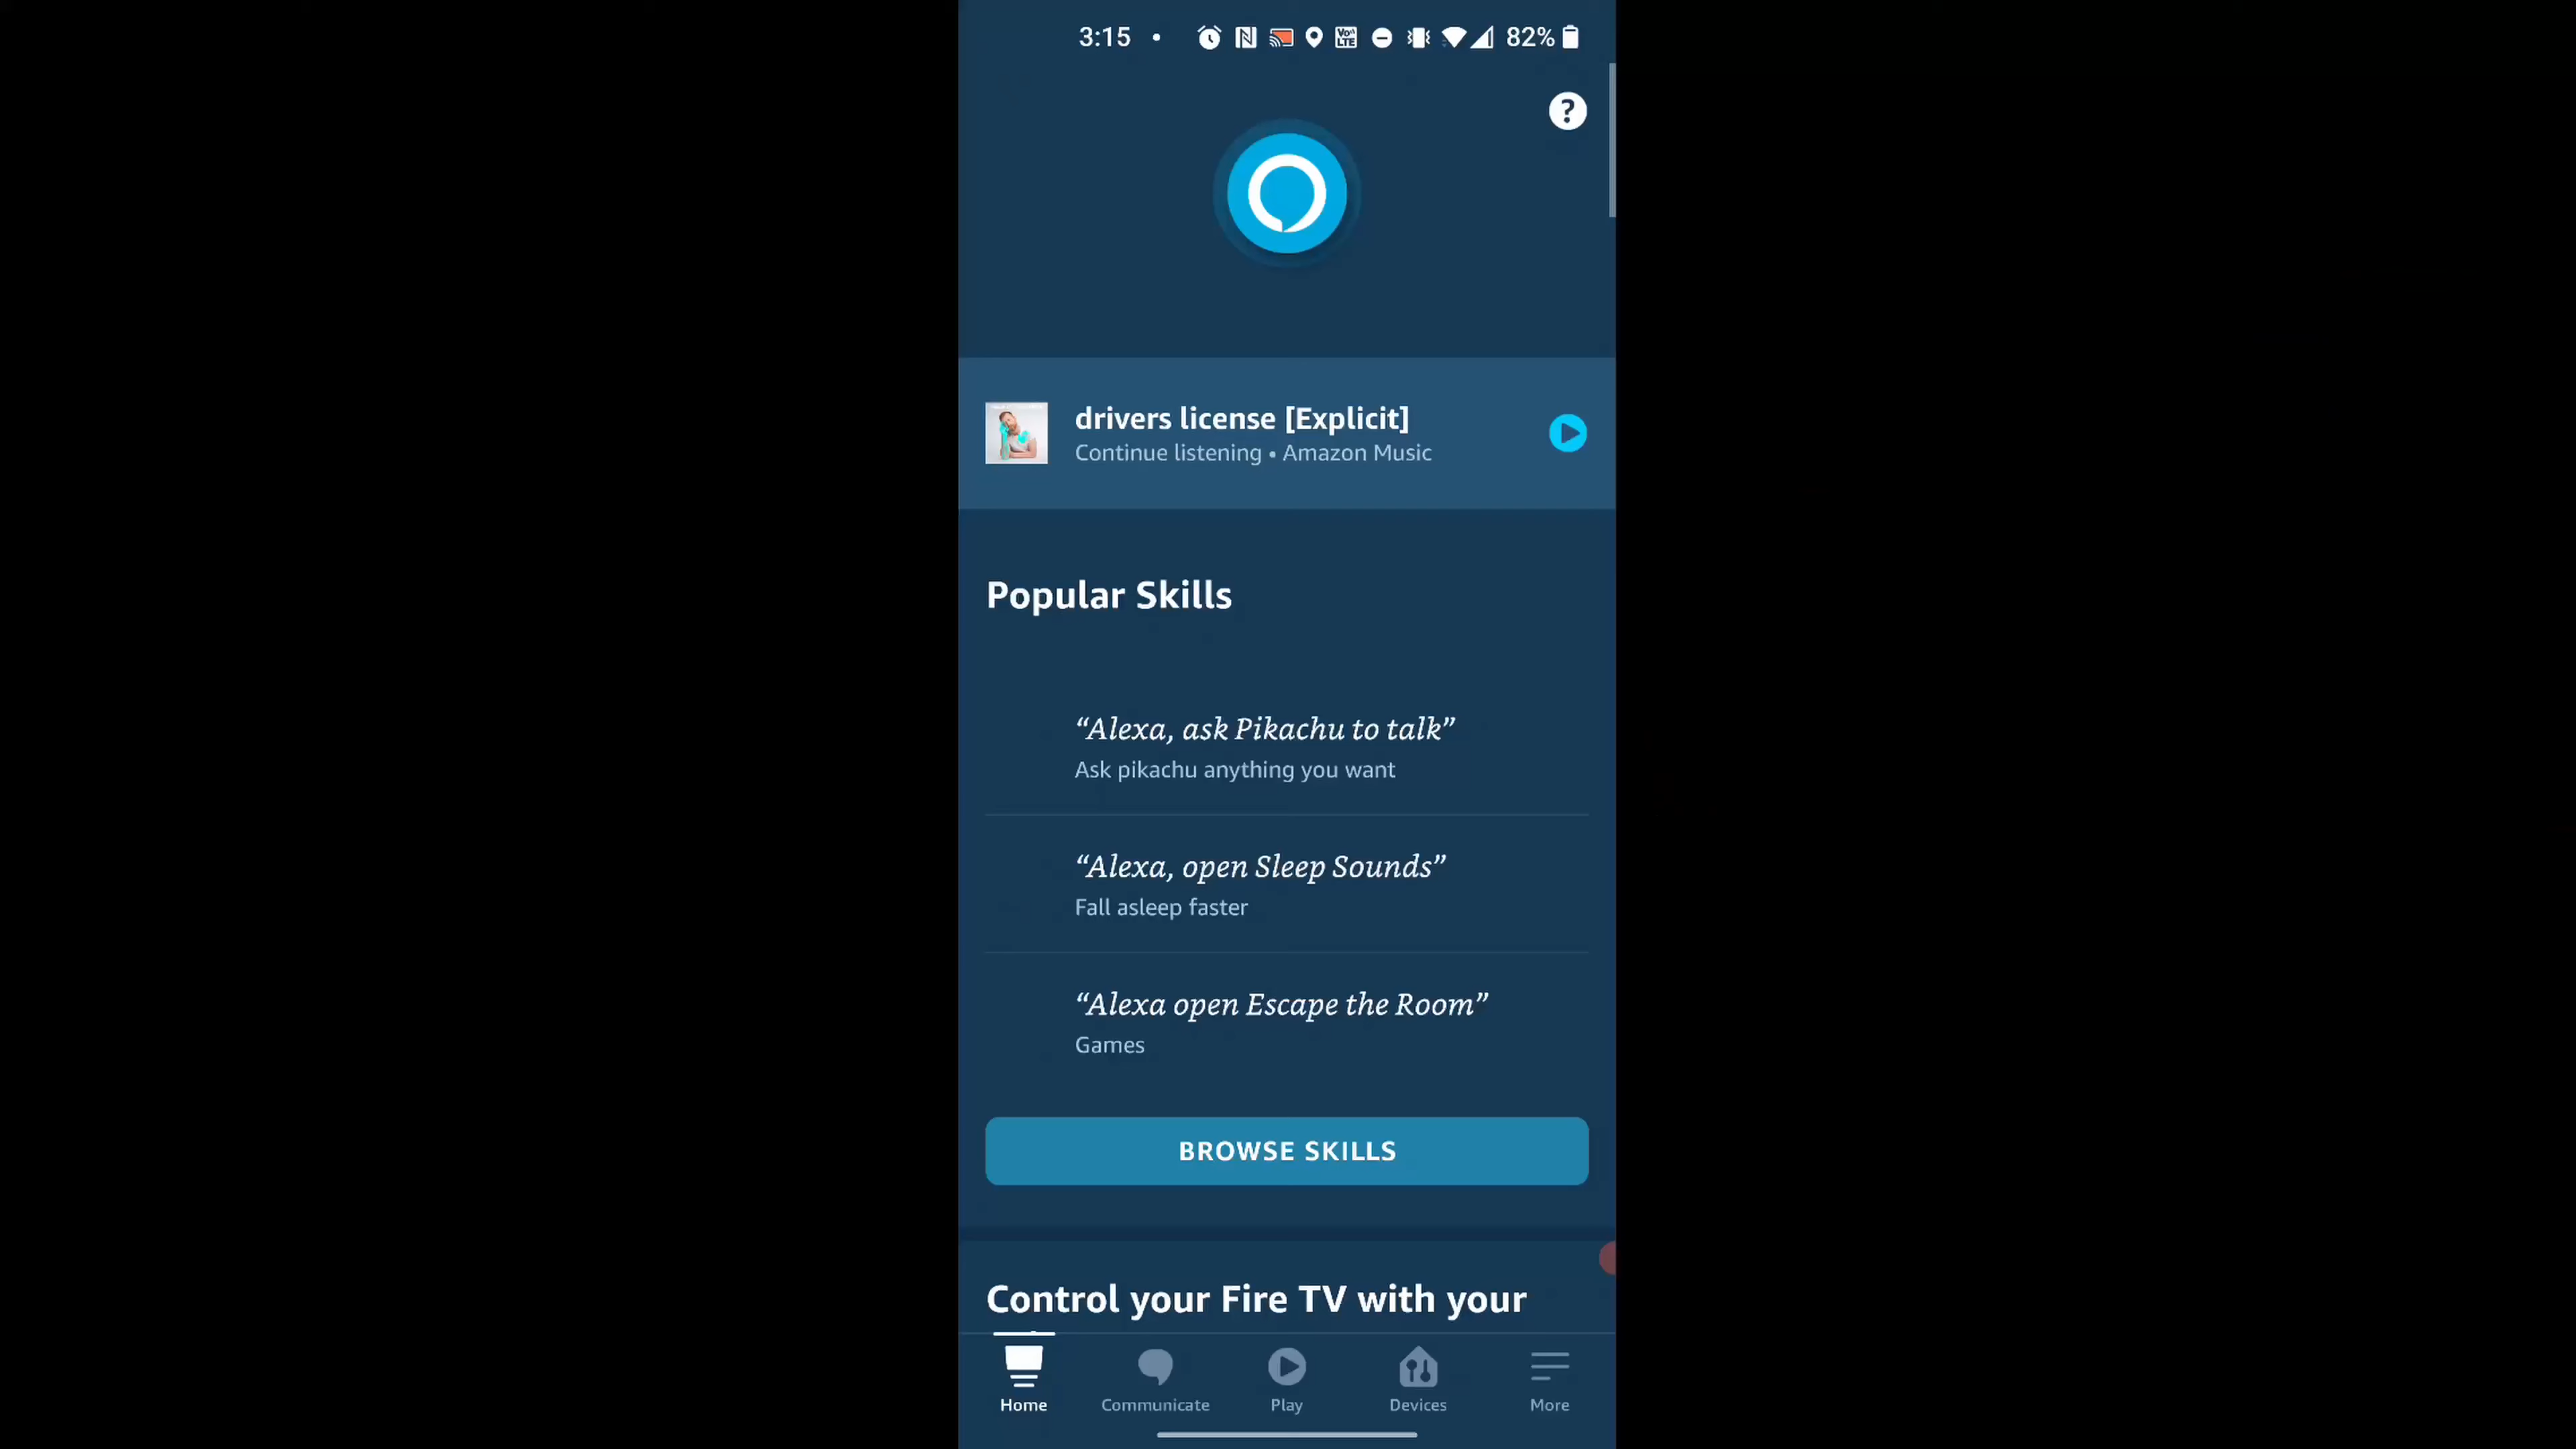 3:15
Vo LTE
82%
?
drivers license [Explicit]
Continue listening • Amazon Music
Popular Skills
“Alexa, ask Pikachu to talk”
Ask pikachu anything you want
“Alexa, open Sleep Sounds”
Fall asleep faster
“Alexa open Escape the Room”
Games
BROWSE SKILLS
Control your Fire TV with your
Home
Communicate
Play
Devices
More